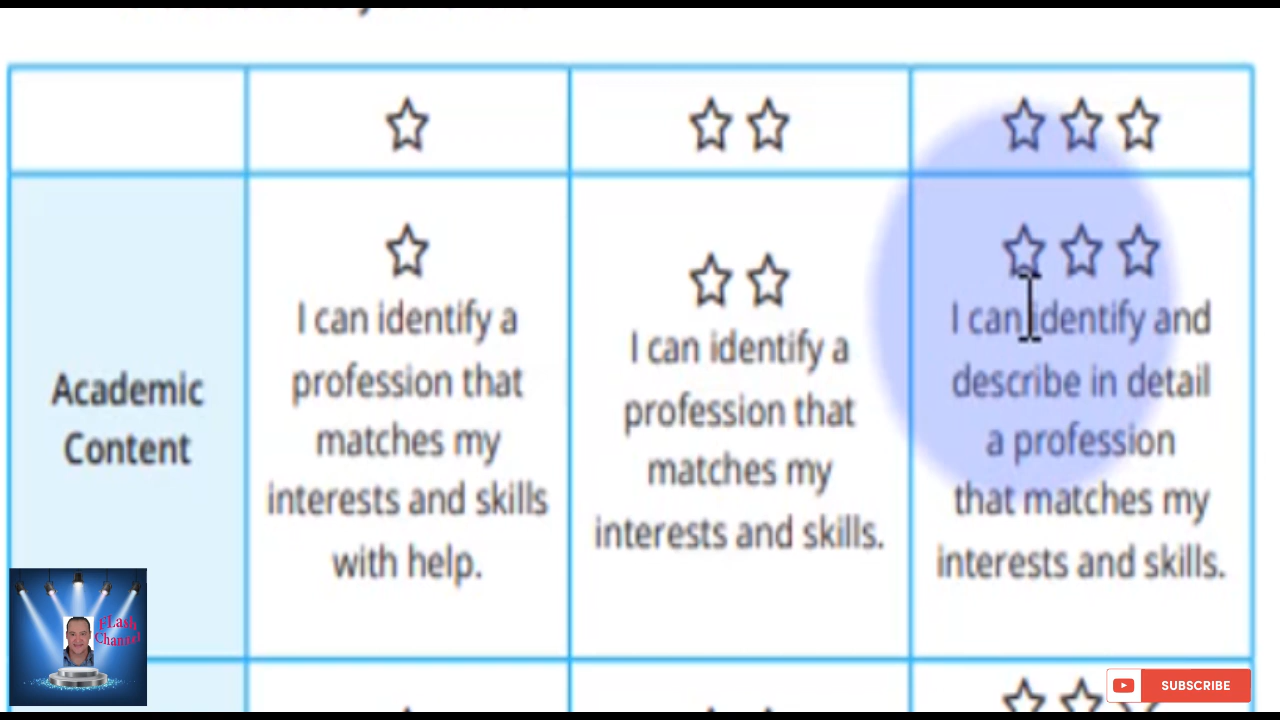 Academic
Content
I can identify a
profession that
matches my
interests and skills
with help.
I can identify a
profession that
matches my
interests and skills.
I can identify and
describe in detail
a profession
that matches my
interests and skills.
FLash
Channel
SUBSCRIBE